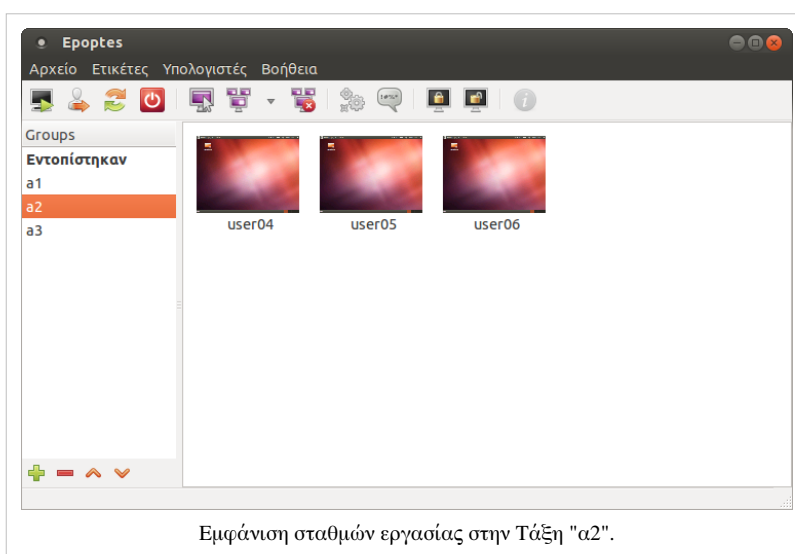 Epoptes
Αρχείο Ετικέτες Υπολογιστές Βοήθεια
Groups
Εντοπίστηκαν
a1
a2
a3
user04 user05 user06
Εμφάνιση σταθμών εργασίας στην Τάξη "α2".